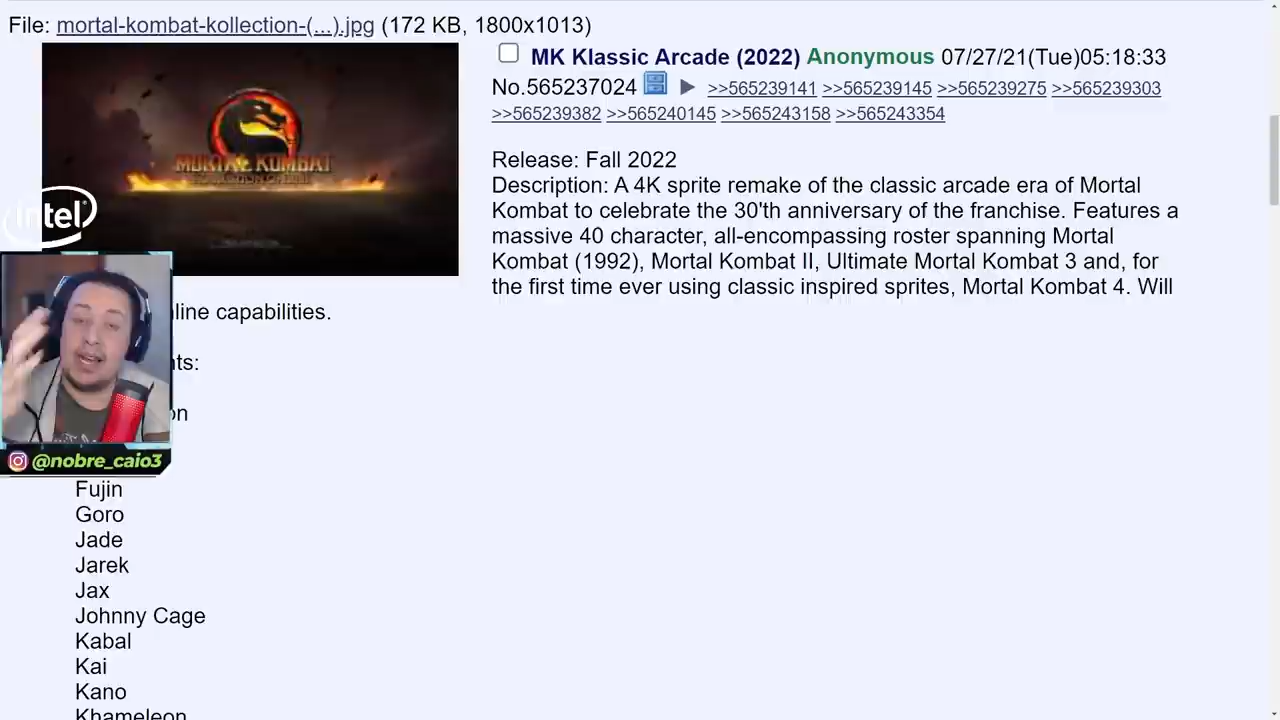 File: mortal-kombat-kollection-(...).jpg (172 KB, 1800x1013)
MK Klassic Arcade (2022) Anonymous 07/27/21(Tue)05:18:33
No.565237024 ▶ >>565239141 >>565239145 >>565239275 >>565239303
>>565239382 >>565240145 >>565243158 >>565243354
MORTAL KOMBAT
Release: Fall 2022
Description: A 4K sprite remake of the classic arcade era of Mortal
Kombat to celebrate the 30'th anniversary of the franchise. Features a
massive 40 character, all-encompassing roster spanning Mortal
Kombat (1992), Mortal Kombat II, Ultimate Mortal Kombat 3 and, for
the first time ever using classic inspired sprites, Mortal Kombat 4. Will
intel
line capabilities.
nts:
on
@nobre_caio3
Fujin
Goro
Jade
Jarek
Jax
Johnny Cage
Kabal
Kai
Kano
Khameleon